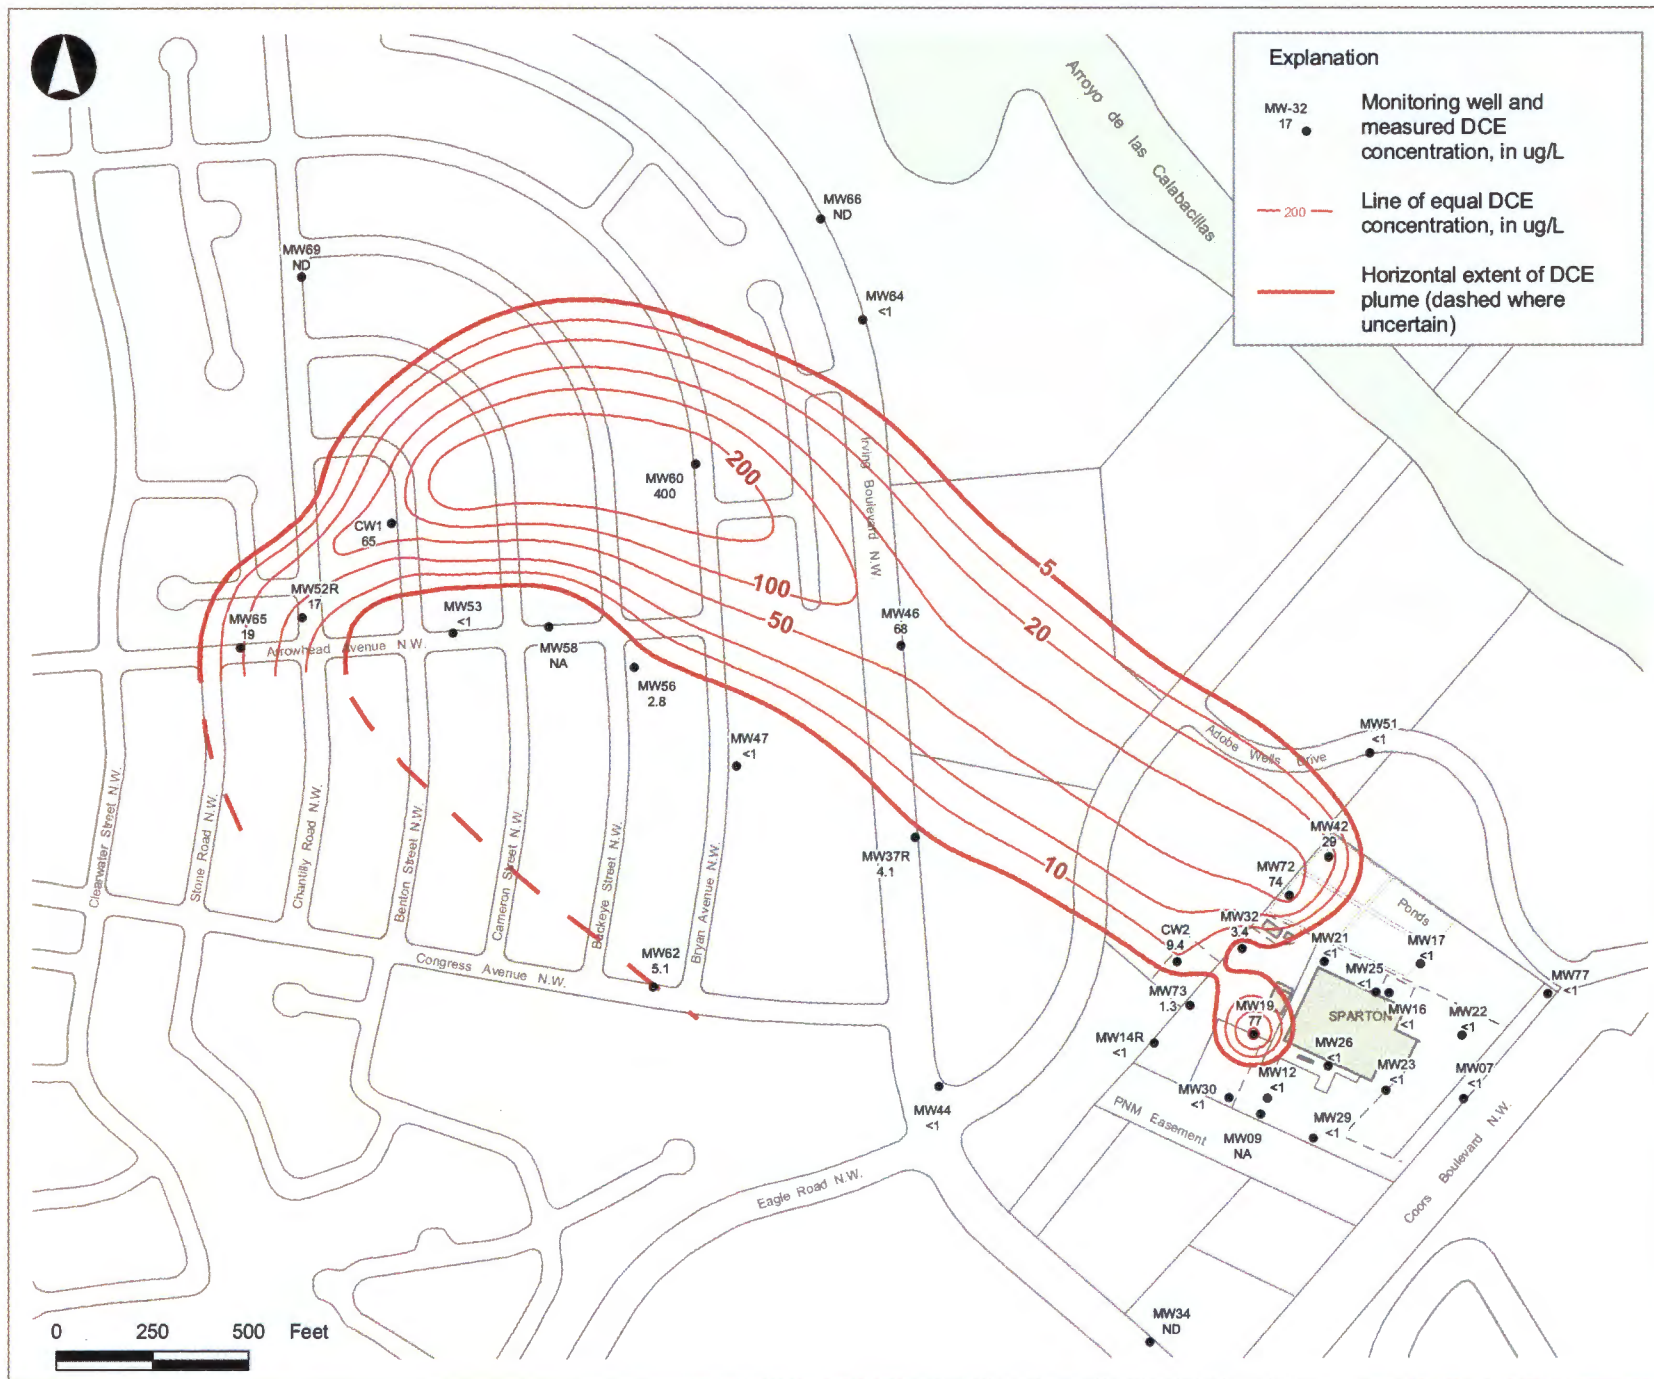 Explanation
MW-32
17
Monitoring well and
measured DCE
concentration, in ug/L
200
Line of equal DCE
concentration, in ug/L
Horizontal extent of DCE
plume (dashed where
uncertain)
Arroyo de las Calabacillas
MW66
ND
MW69
ND
MW64
<1
Irving Boulevard N.W.
200
MW60
400
CW1
65
5
100
MW52R
17
50
MW53
<1
MW65
19
MW46
68
20
Arrowhead Avenue N.W.
MW58
NA
MW56
2.8
MW51
<1
Adobe Wells Drive
MW47
<1
Clearwater Street N.W.
Stone Road N.W.
Chantilly Road N.W.
Benton Street N.W.
Cameron Street N.W.
Buckeye Street N.W.
Bryan Avenue N.W.
MW42
29
MW37R
4.1
10
MW72
74
Ponds
MW32
3.4
CW2
9.4
MW21
<1
MW17
<1
Congress Avenue N.W.
MW62
5.1
MW25
<1
MW77
<1
MW73
1.3
MW19
77
SPARTON
MW16
<1
MW22
<1
MW14R
<1
MW26
<1
MW12
<1
MW23
<1
MW07
<1
MW30
<1
MW44
<1
PNM Easement
MW29
<1
MW09
NA
Coors Boulevard N.W.
Eagle Road N.W.
MW34
ND
0 250 500 Feet